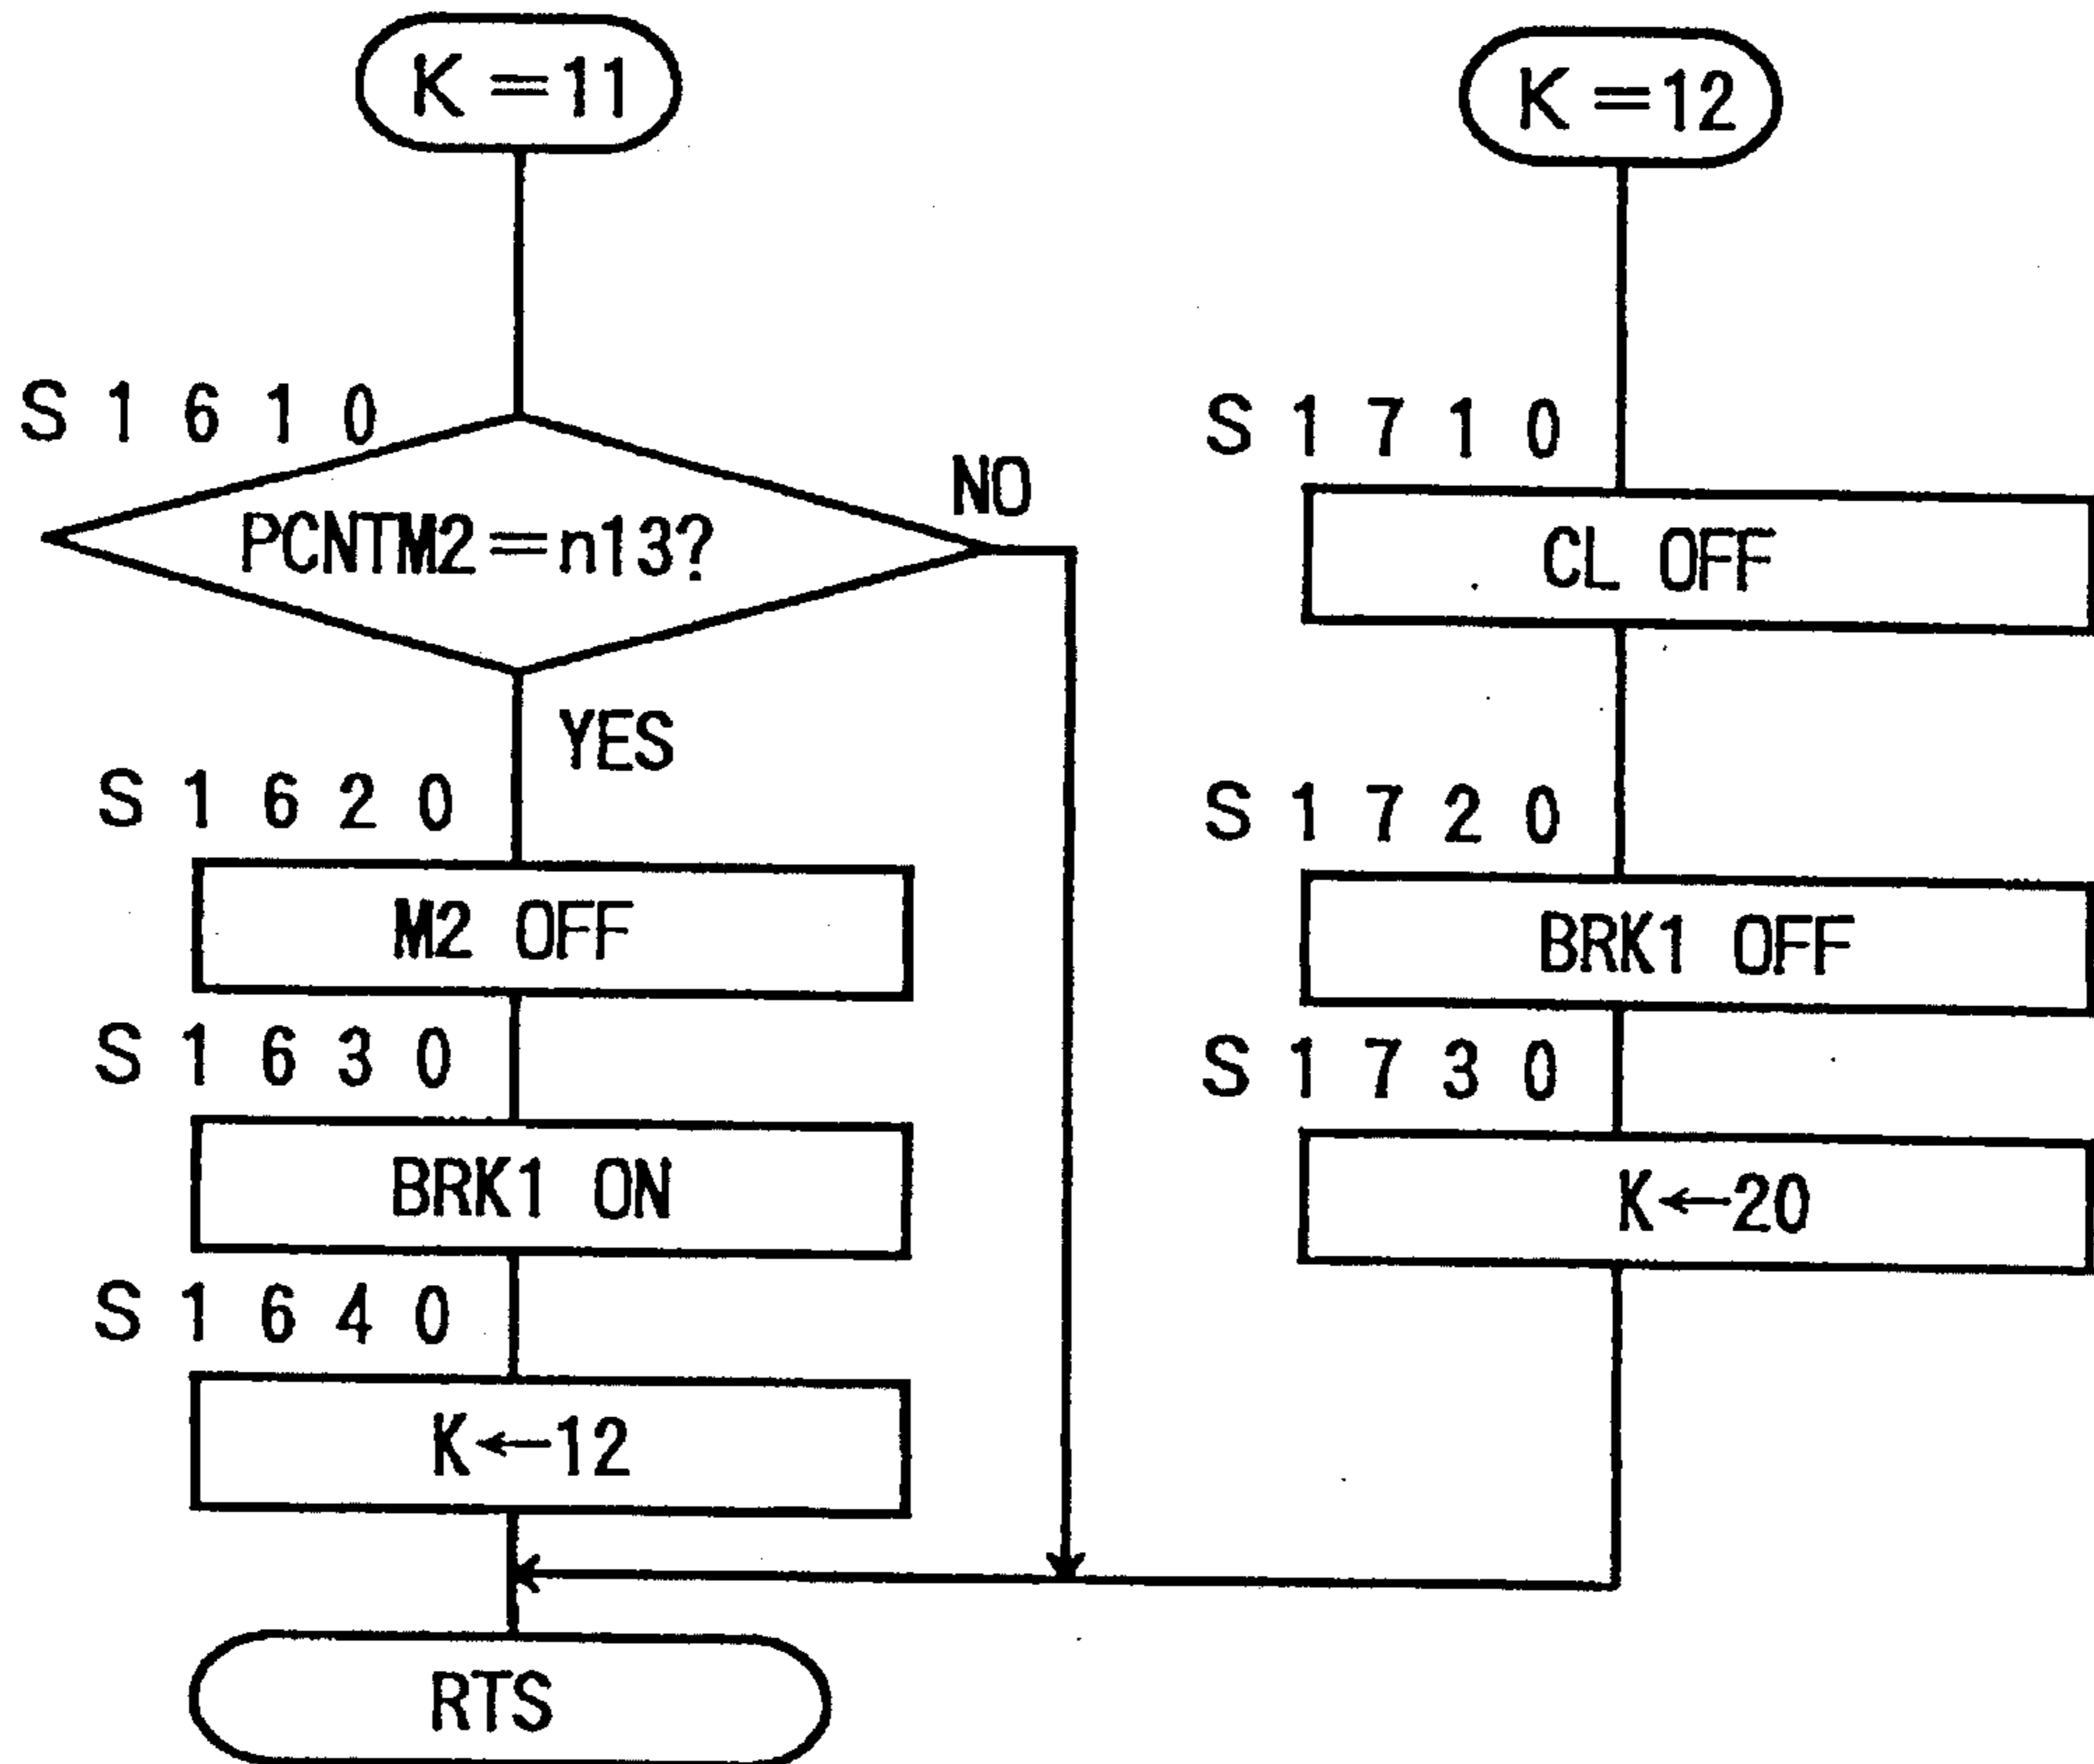 K=11
S1610
PCNTM2=n13?
NO
YES
S1620
M2 OFF
S1630
BRK1 ON
S1640
K←12
RTS
K=12
S1710
CL OFF
S1720
BRK1 OFF
S1730
K←20